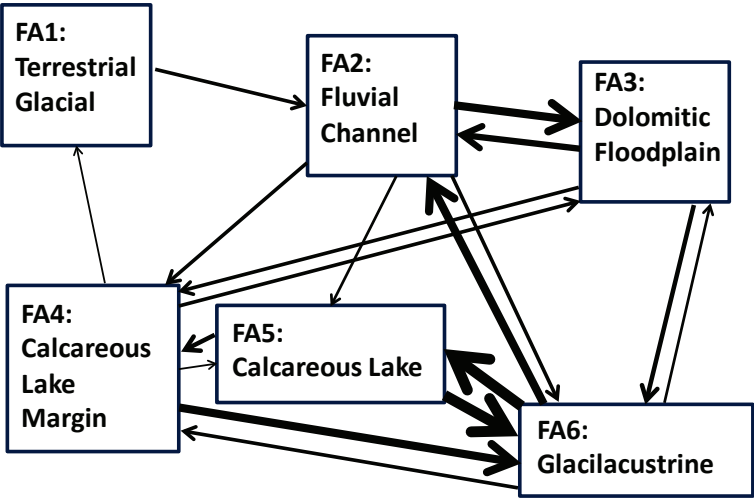 FA1:
Terrestrial
Glacial
FA2:
Fluvial
Channel
FA3:
Dolomitic
Floodplain
FA4:
Calcareous
Lake
Margin
FA5:
Calcareous Lake
FA6:
Glacilacustrine